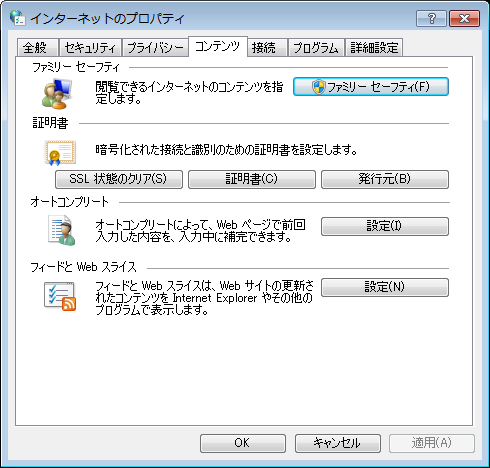 インターネットのプロパティ
全般 セキュリティ プライバシー コンテンツ 接続 プログラム 詳細設定
ファミリー セーフティ
閲覧できるインターネットのコンテンツを指
定します。
ファミリー セーフティ(F)
証明書
暗号化された接続と識別のための証明書を設定します。
SSL 状態のクリア(S) 証明書(C) 発行元(B)
オートコンプリート
オートコンプリートによって、Web ページで前回
入力した内容を、入力中に補完できます。
設定(I)
フィードと Web スライス
フィードと Web スライスは、Web サイトの更新さ
れたコンテンツを Internet Explorer やその他の
プログラムで表示します。
設定(N)
OK キャンセル 適用(A)